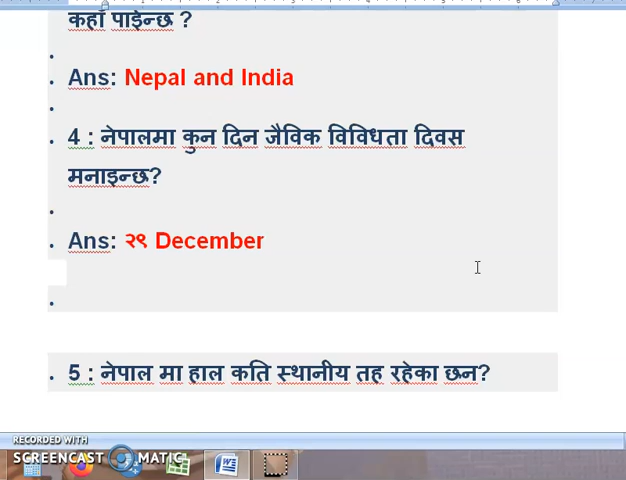 कहाँ पाईन्छ ?
Ans: Nepal and India
4 : नेपालमा कुन दिन जैविक विविधता दिवस
मनाइन्छ?
Ans: २९ December
5 : नेपाल मा हाल कति स्थानीय तह रहेका छन?
RECORDED WITH
SCREENCAST MATIC